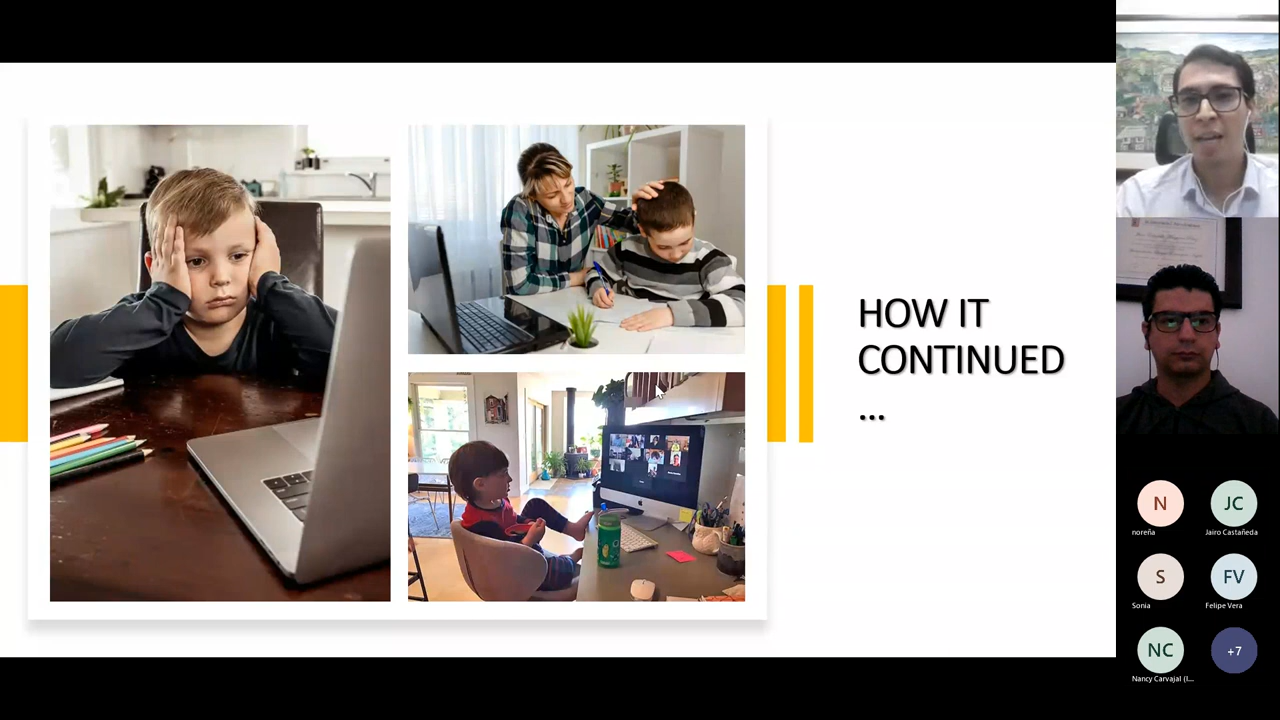 HOW IT
CONTINUED
...
N
noreña
JC
Jairo Castañeda
S
Sonia
FV
Felipe Vera
NC
Nancy Carvajal (I...
+7